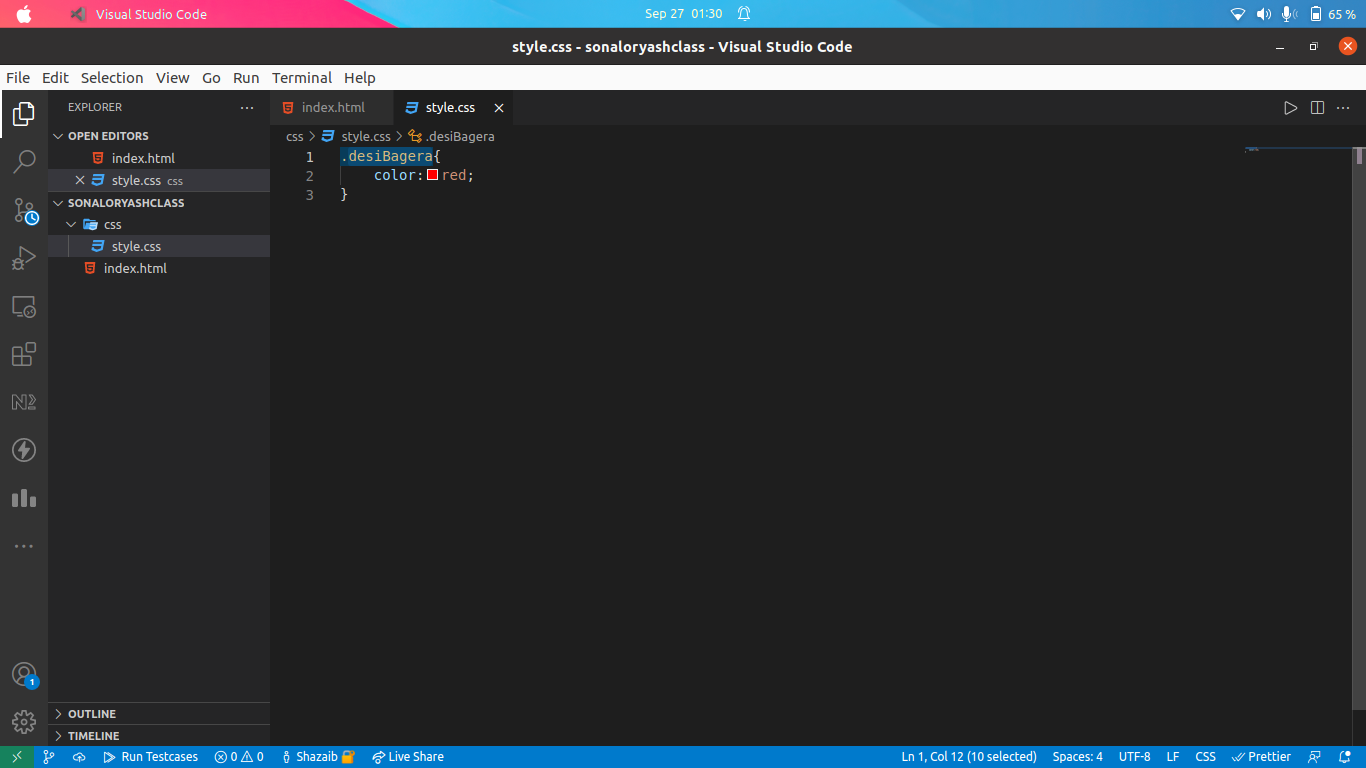 Visual Studio Code
Sep 27 01:30
65 %
style.css - sonaloryashclass - Visual Studio Code
File Edit Selection View Go Run Terminal Help
EXPLORER
OPEN EDITORS
index.html
style.css css
SONALORYASHCLASS
css
style.css
index.html
OUTLINE
TIMELINE
index.html
style.css
css > style.css > .desiBagera
1 .desiBagera{
2 color:red;
3 }
1
Run Testcases 0 0 Shazaib Live Share
Ln 1, Col 12 (10 selected) Spaces: 4 UTF-8 LF CSS Prettier